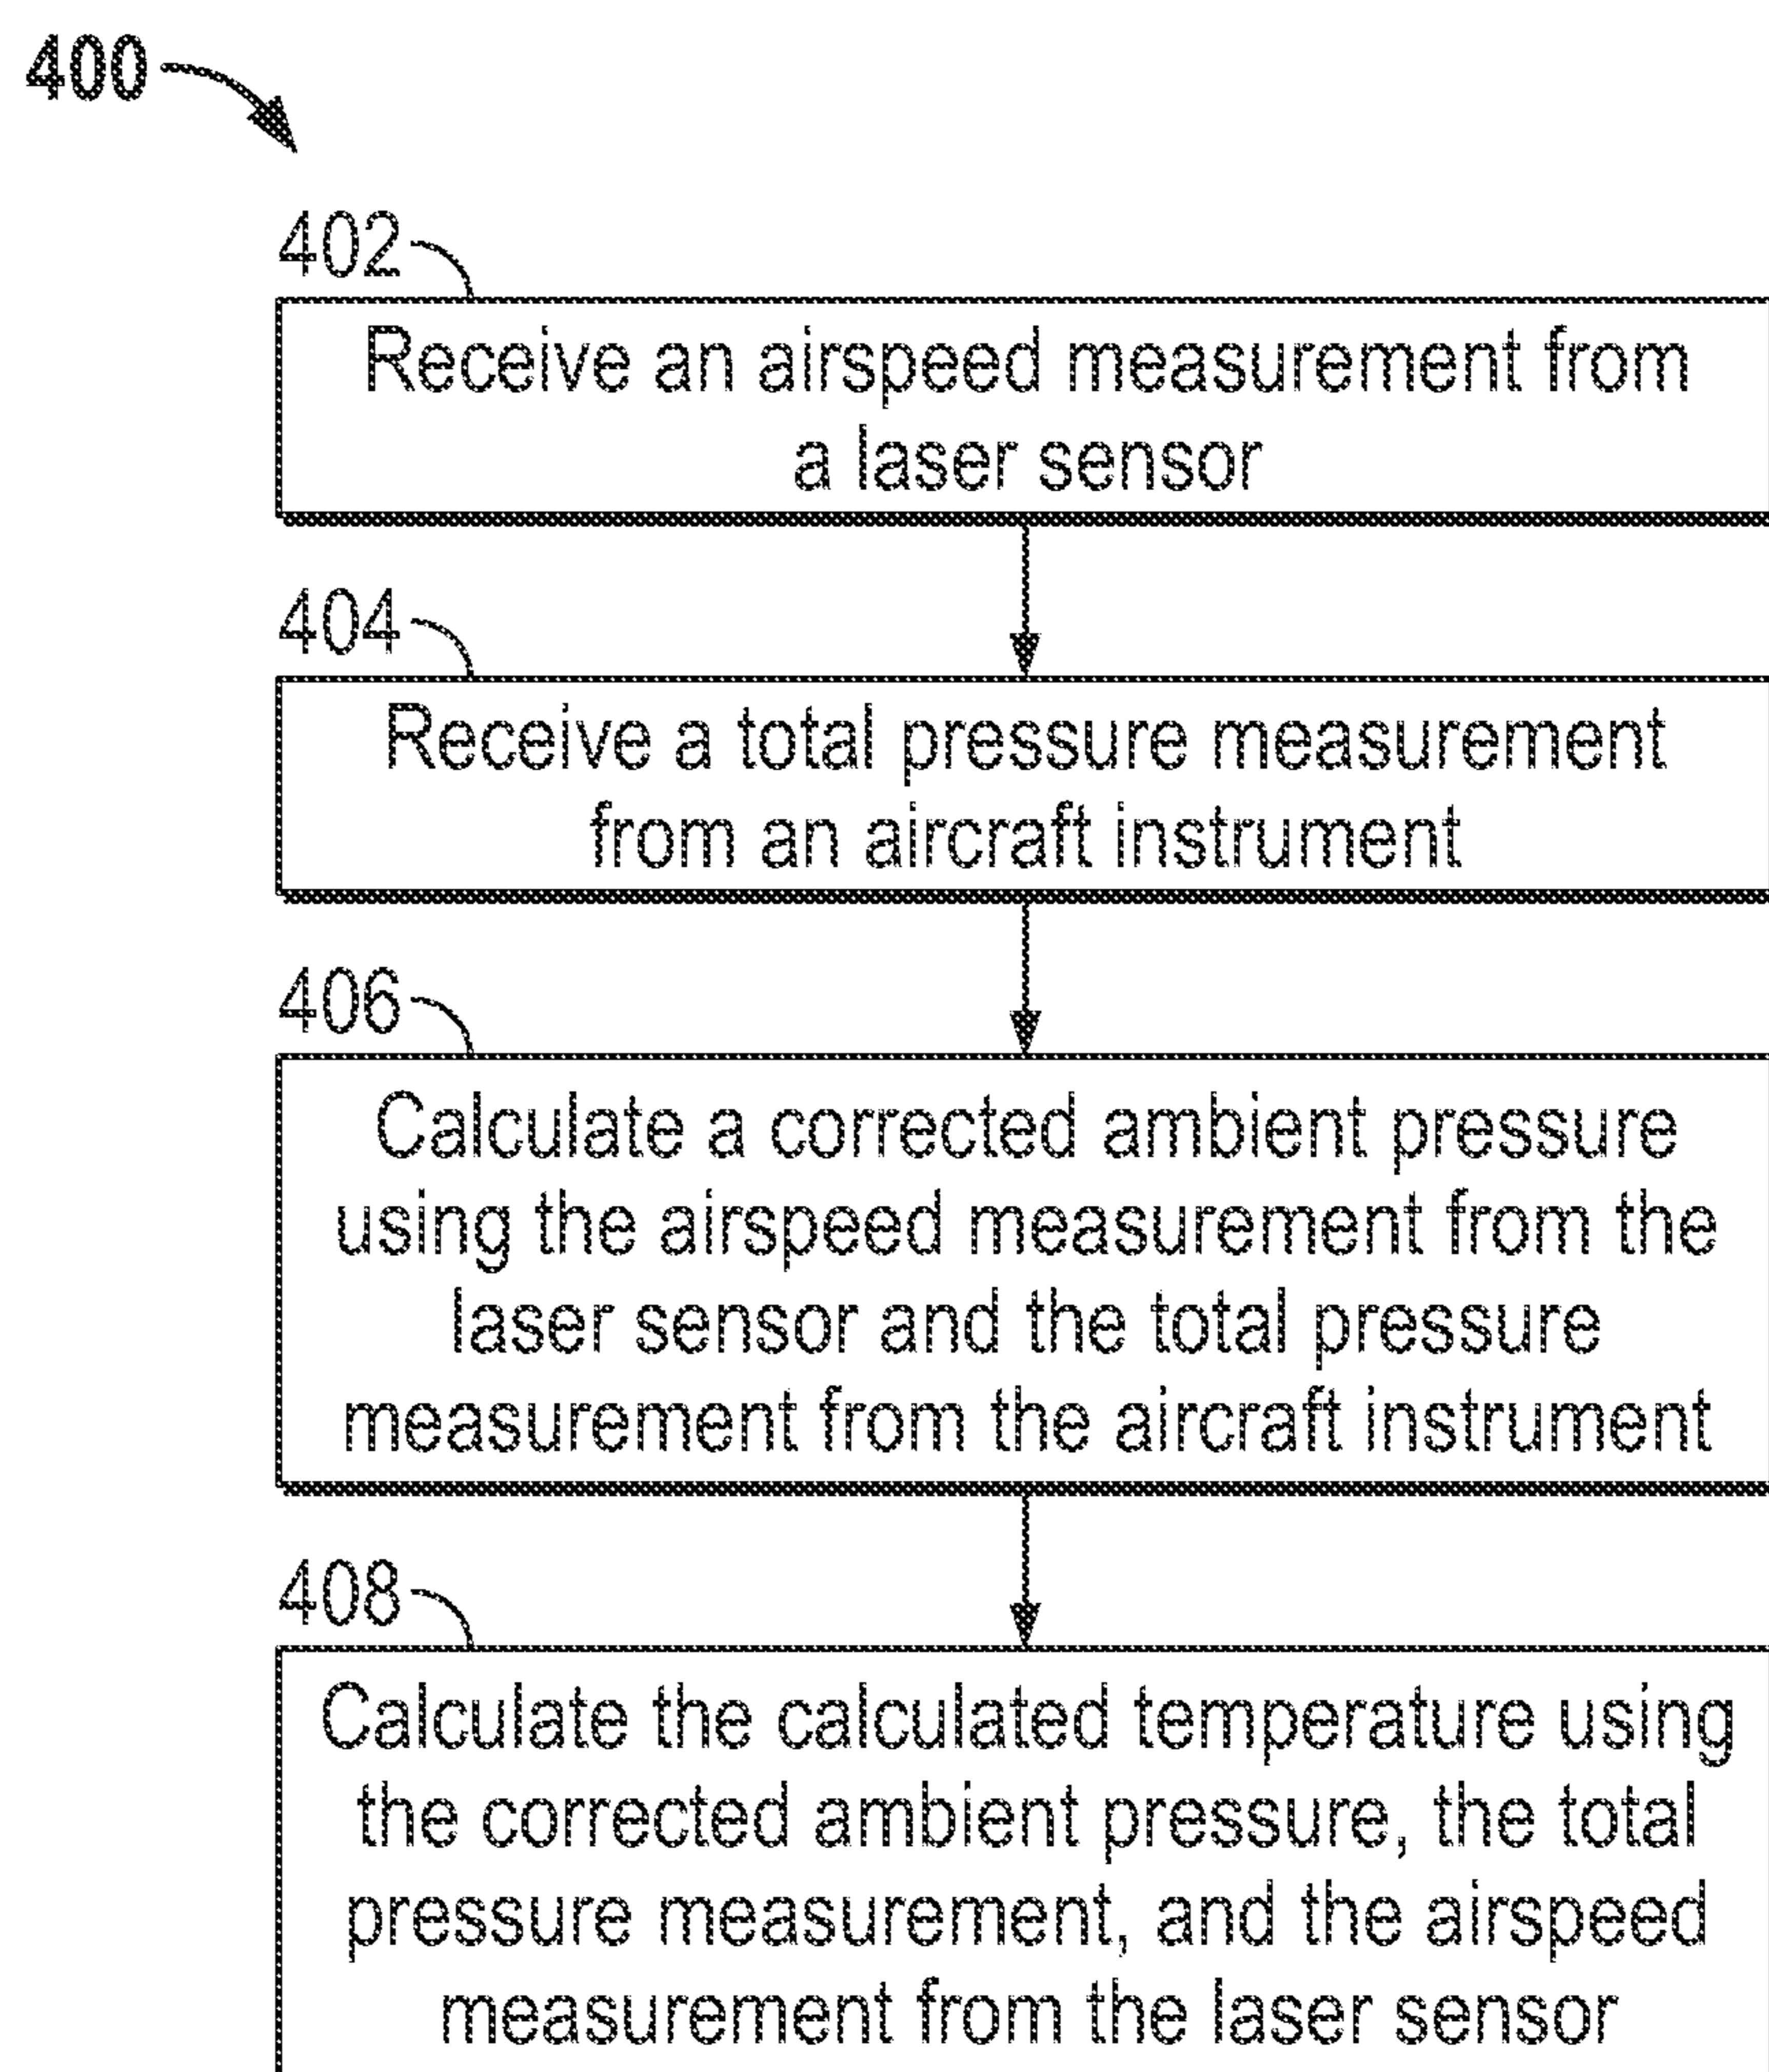 400
402
Receive an airspeed measurement from
a laser sensor
404
Receive a total pressure measurement
from an aircraft instrument
406
Calculate a corrected ambient pressure
using the airspeed measurement from the
laser sensor and the total pressure
measurement from the aircraft instrument
408
Calculate the calculated temperature using
the corrected ambient pressure, the total
pressure measurement, and the airspeed
measurement from the laser sensor